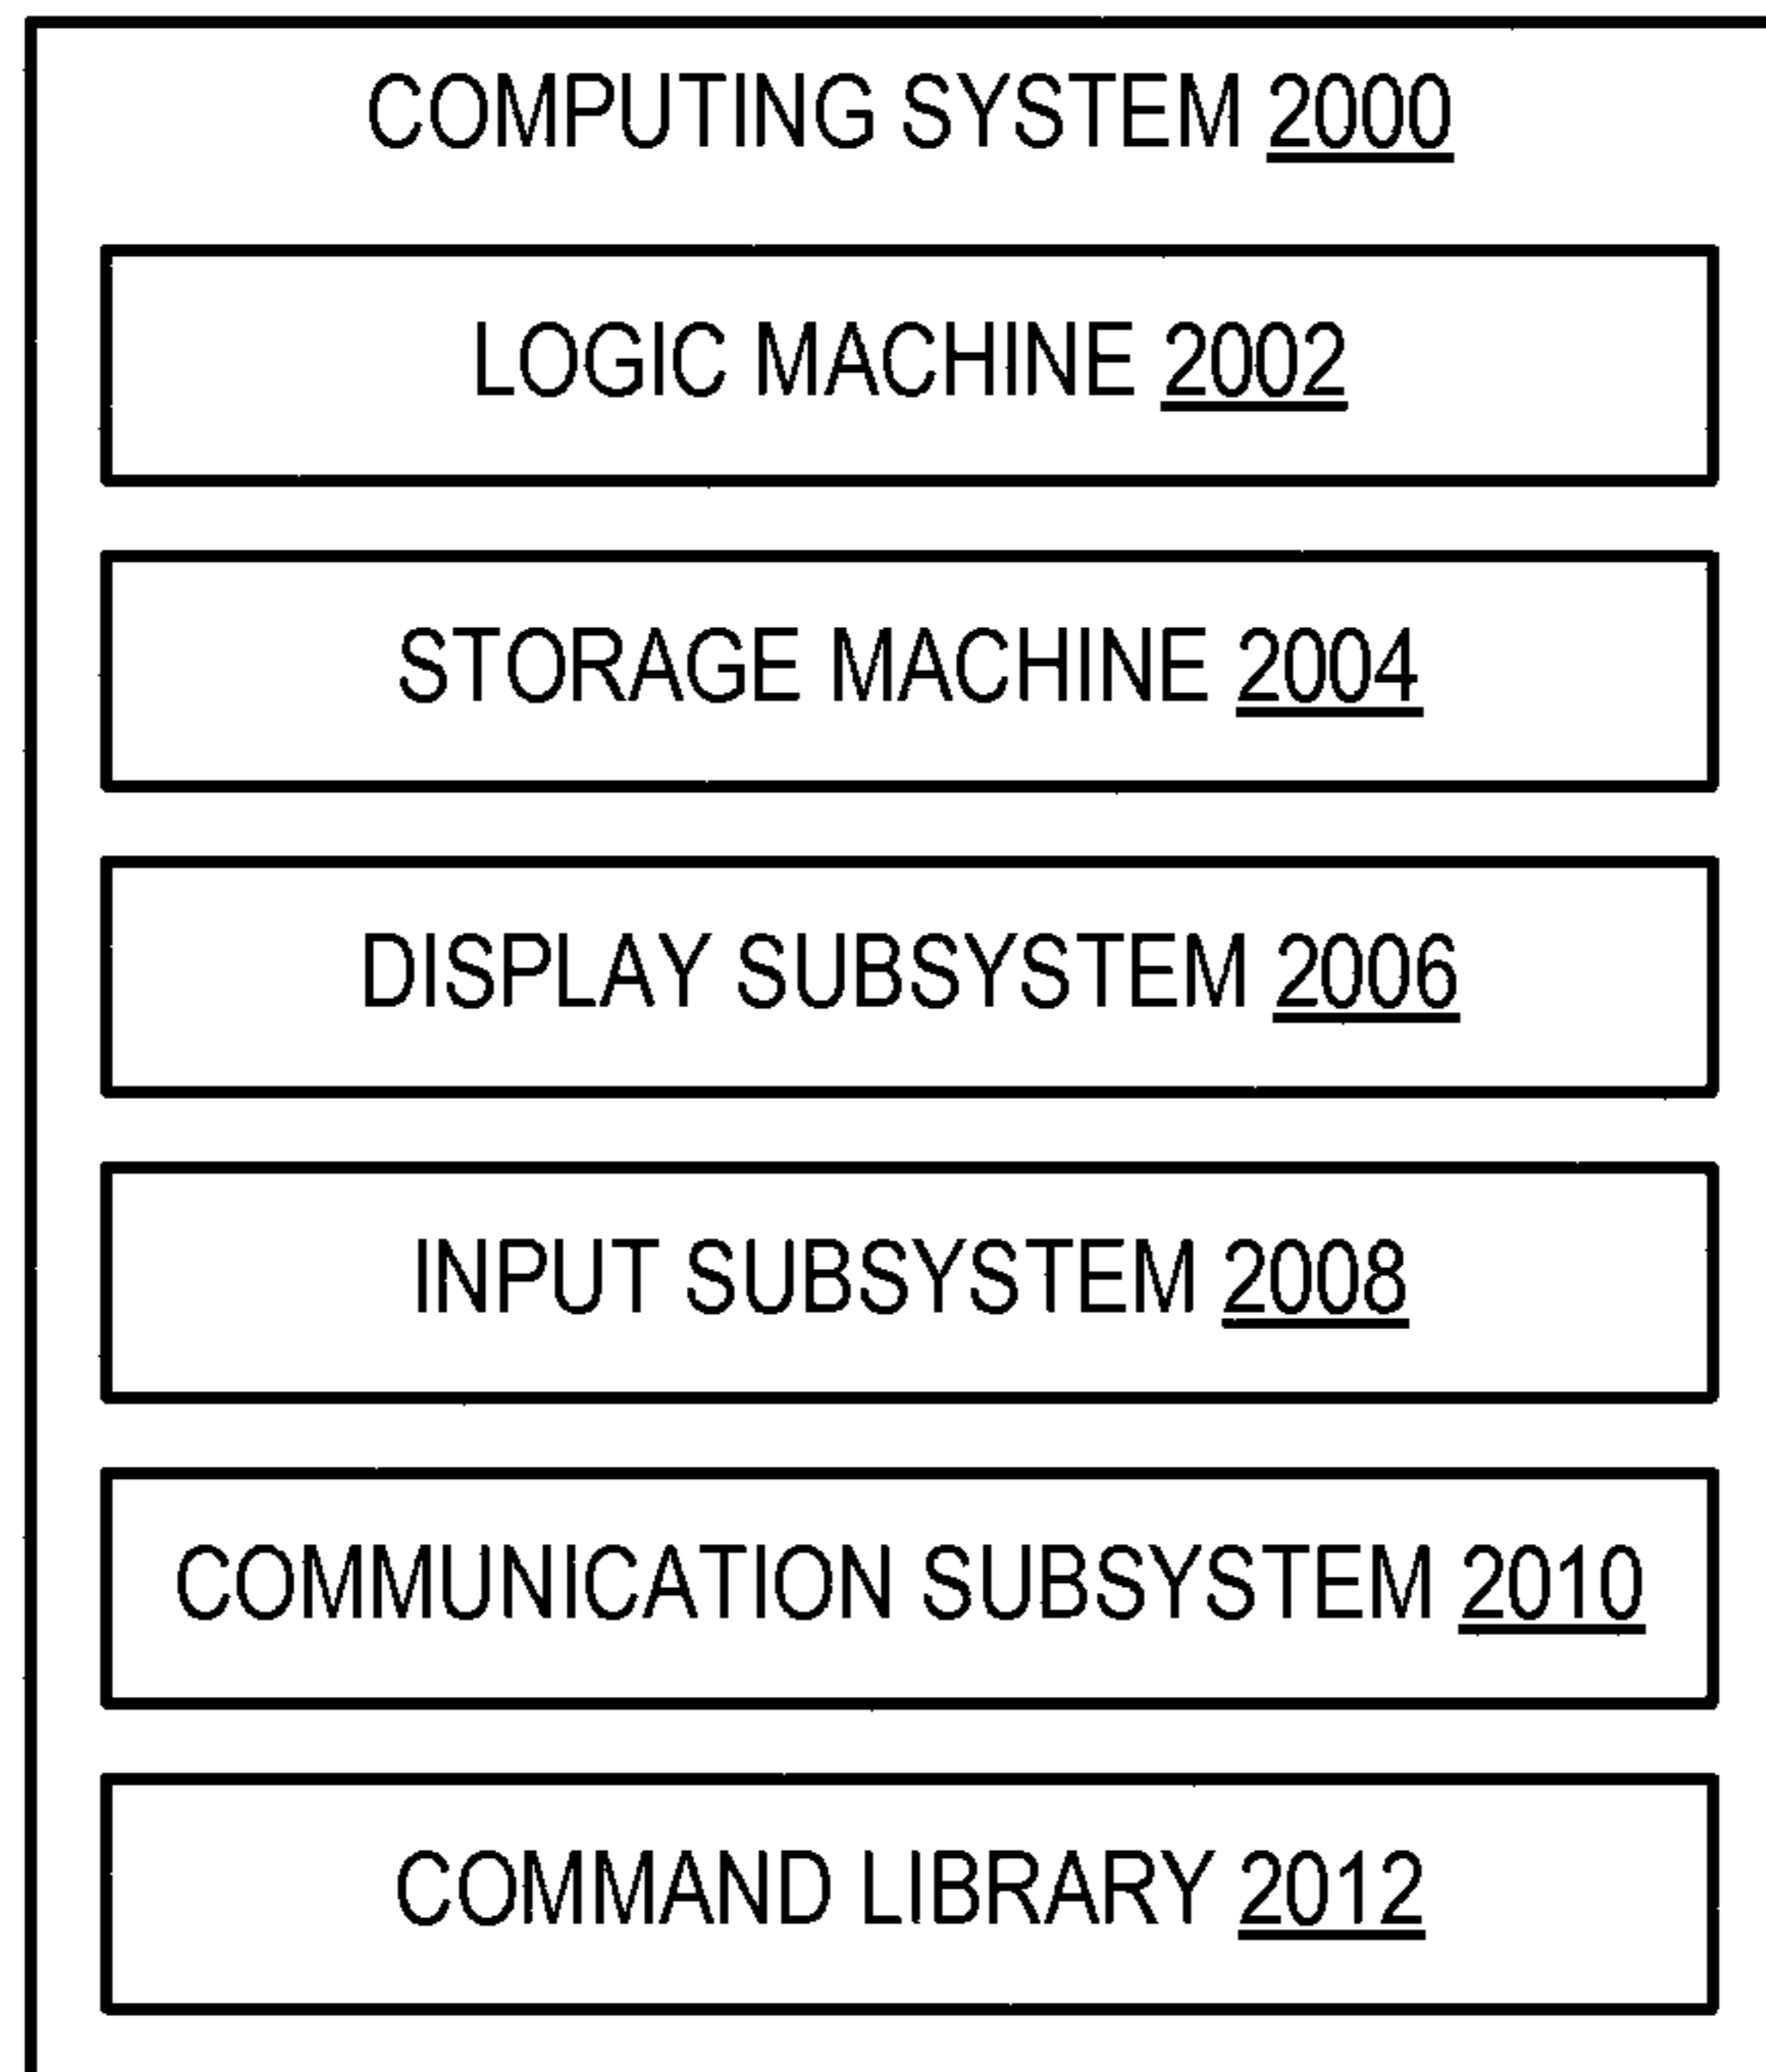 COMPUTING SYSTEM 2000
LOGIC MACHINE 2002
STORAGE MACHINE 2004
DISPLAY SUBSYSTEM 2006
INPUT SUBSYSTEM 2008
COMMUNICATION SUBSYSTEM 2010
COMMAND LIBRARY 2012